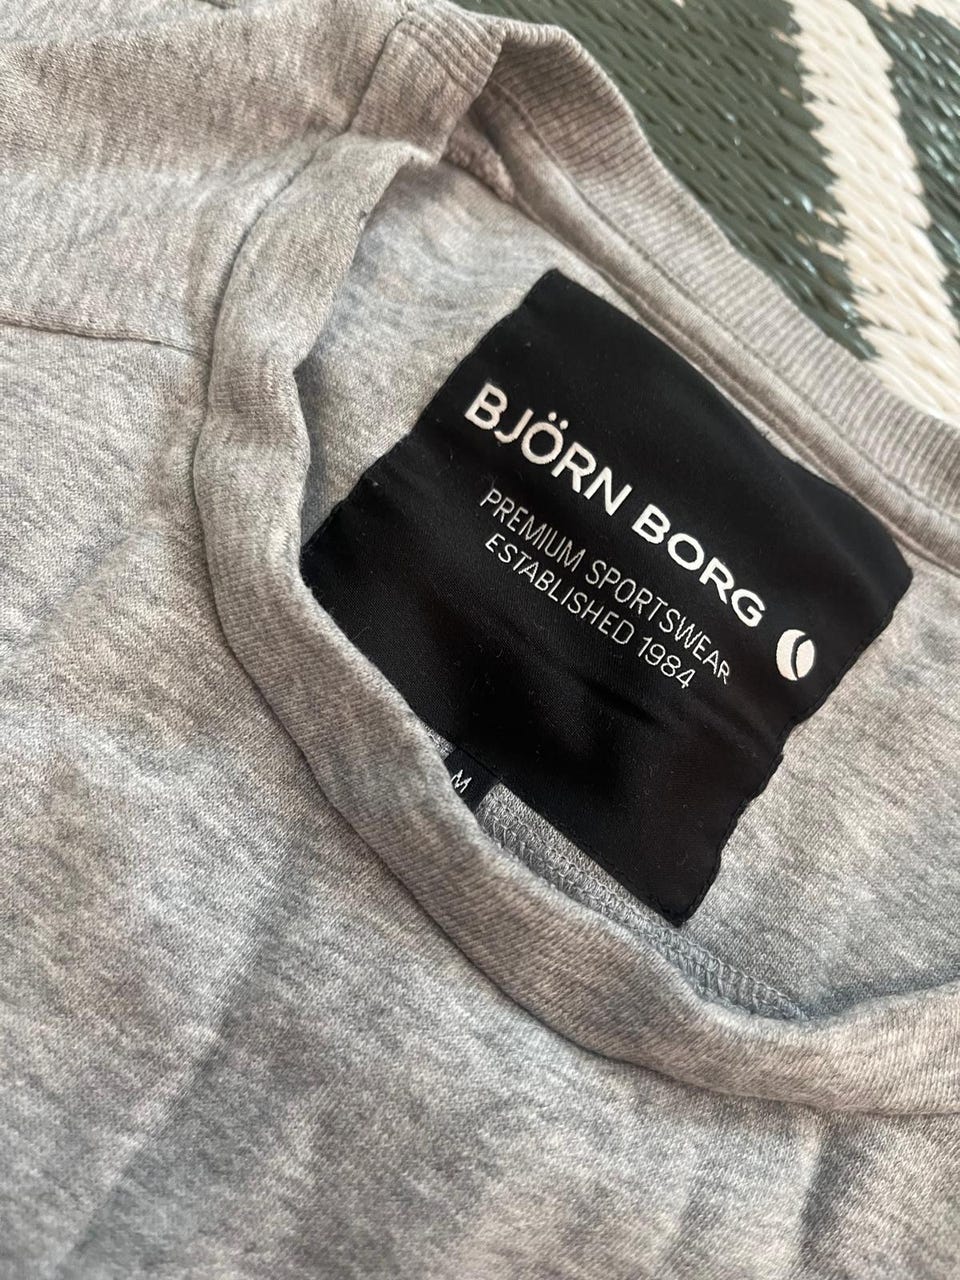 BJÖRN BORG
PREMIUM SPORTSWEAR
ESTABLISHED 1984
M